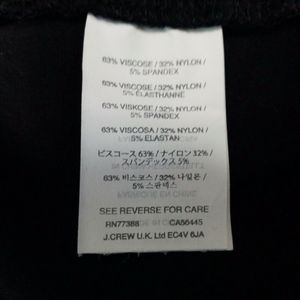 63% VISCOSE / 32% NYLON /
5% SPANDEX
63% VISCOSE / 32% NYLON /
5% ELASTHANNE
63% VISKOSE / 32% NYLON /
5% SPANDEX
63% VISCOSA / 32% NYLON /
5% ELASTAN
ビスコース 63% / ナイロン 32% /
スパンデックス 5%
63% 비스코스 / 32% 나일론 /
5% 스판덱스
SEE REVERSE FOR CARE
RN77388 CA56445
J.CREW U.K. Ltd EC4V 6JA